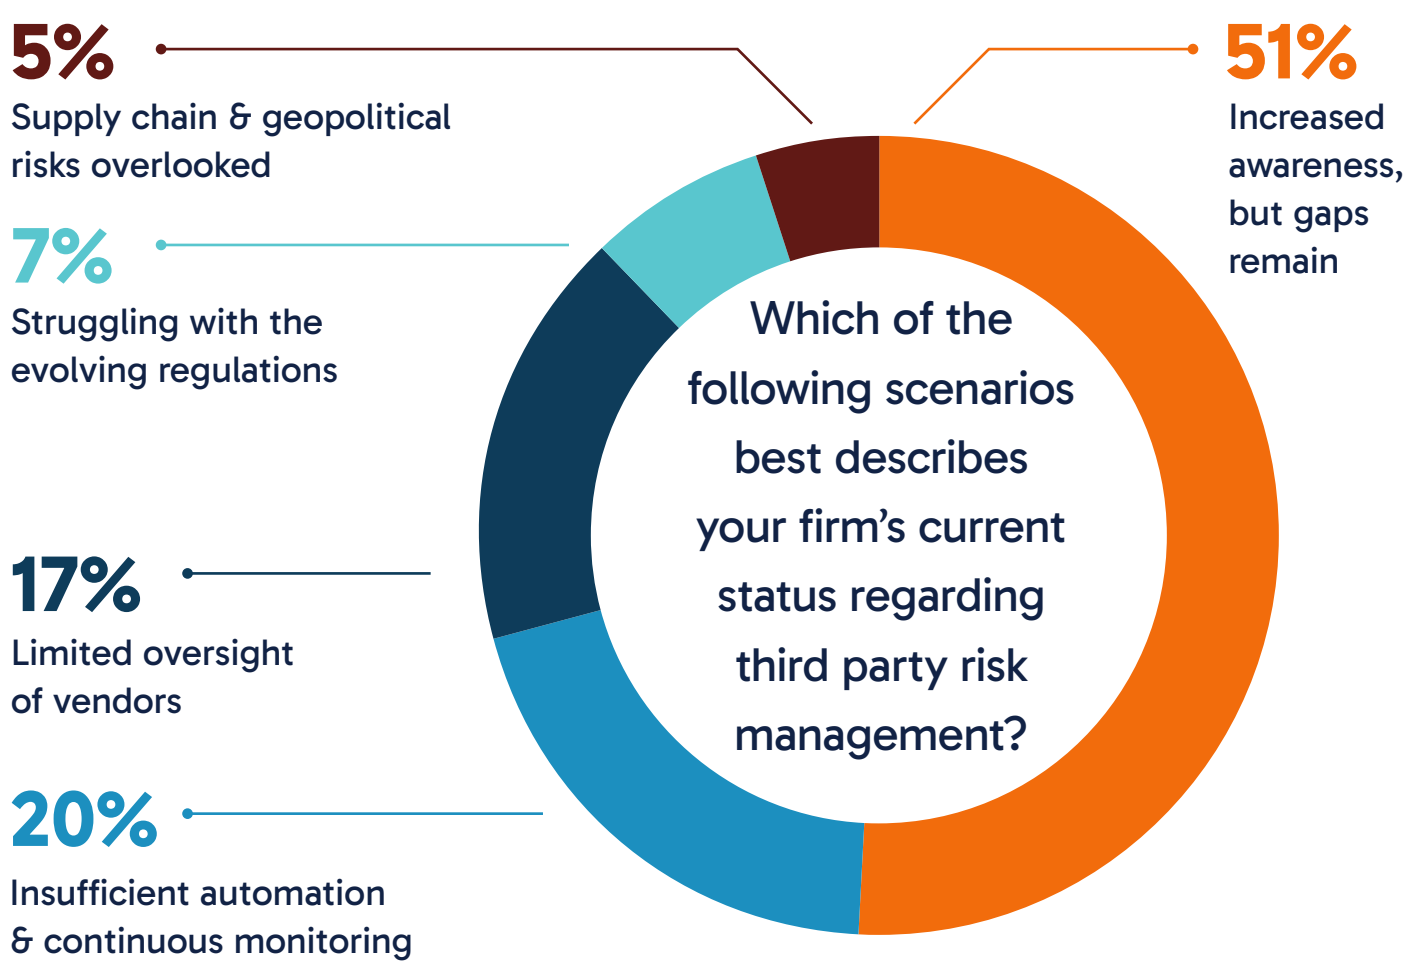 5%
Supply chain & geopolitical
risks overlooked
51%
Increased
awareness,
but gaps
remain
7%
Struggling with the
evolving regulations
Which of the
following scenarios
best describes
your firm’s current
status regarding
third party risk
management?
17%
Limited oversight
of vendors
20%
Insufficient automation
& continuous monitoring